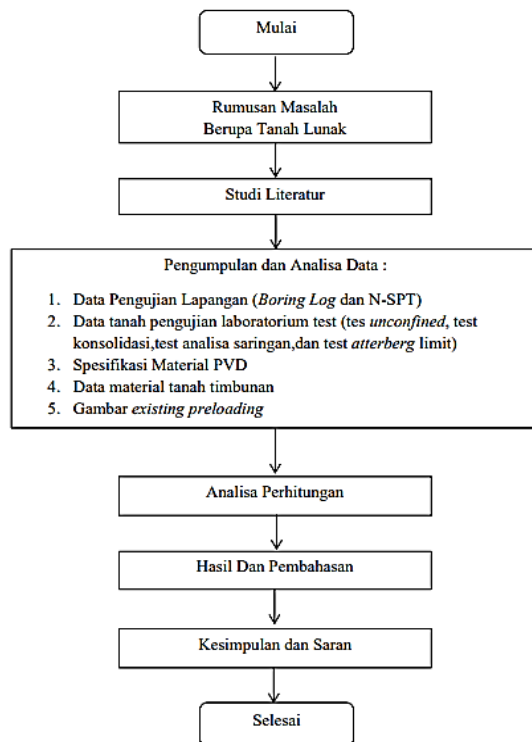 Mulai
Rumusan Masalah
Berupa Tanah Lunak
Studi Literatur
Pengumpulan dan Analisa Data :
1. Data Pengujian Lapangan (Boring Log dan N-SPT)
2. Data tanah pengujian laboratorium test (tes unconfined, test
konsolidasi,test analisa saringan,dan test atterberg limit)
3. Spesifikasi Material PVD
4. Data material tanah timbunan
5. Gambar existing preloading
Analisa Perhitungan
Hasil Dan Pembahasan
Kesimpulan dan Saran
Selesai